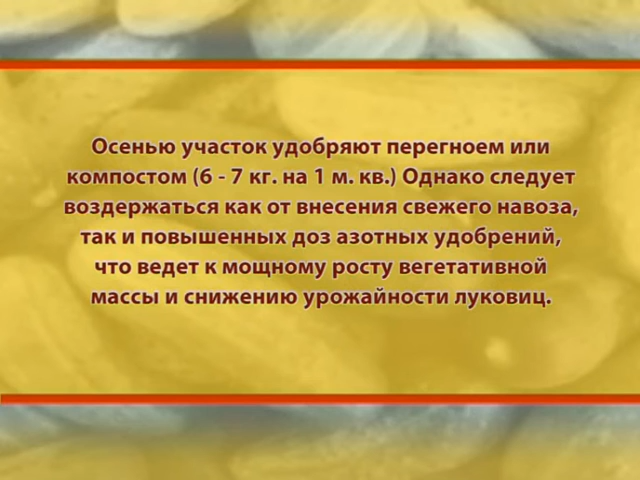 Осенью участок удобряют перегноем или
компостом (6 - 7 кг. на 1 м. кв.) Однако следует
воздержаться как от внесения свежего навоза,
так и повышенных доз азотных удобрений,
что ведет к мощному росту вегетативной
массы и снижению урожайности луковиц.